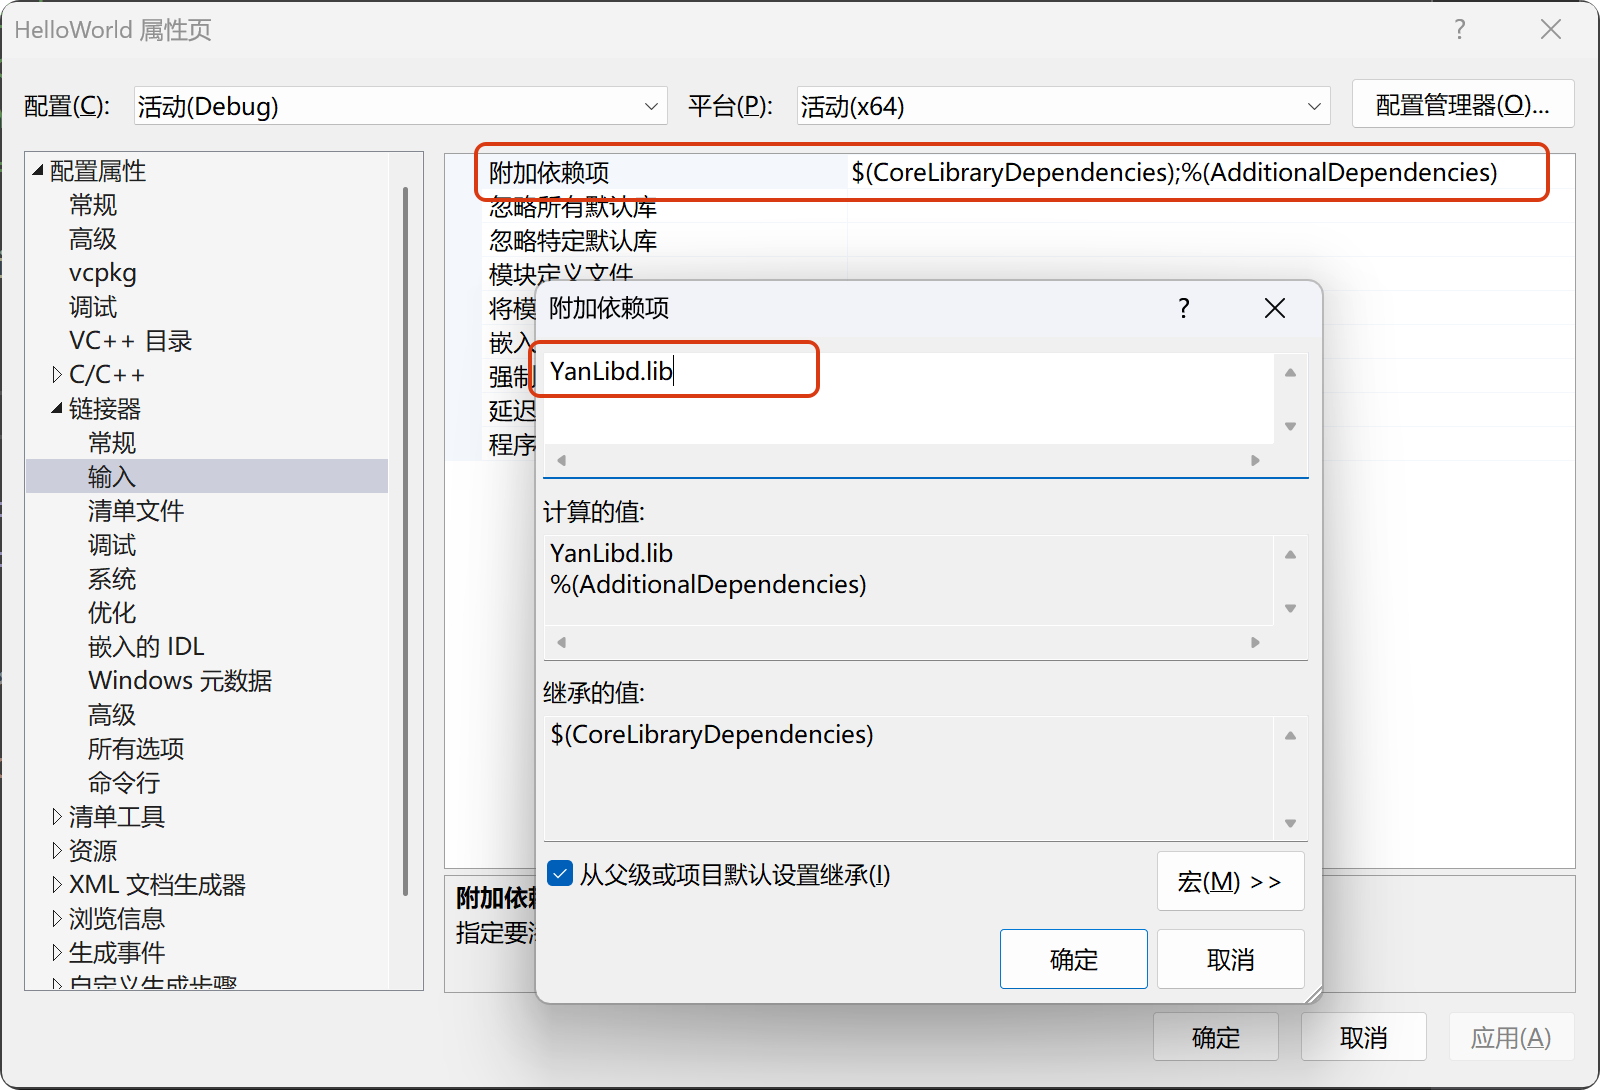 HelloWorld 属性页
?
配置(C):
活动(Debug)
平台(P):
活动(x64)
配置管理器(O)...
配置属性
常规
高级
vcpkg
调试
VC++ 目录
C/C++
链接器
常规
输入
清单文件
调试
系统
优化
嵌入的 IDL
Windows 元数据
高级
所有选项
命令行
清单工具
资源
XML 文档生成器
浏览信息
生成事件
自定义生成步骤
附加依赖项
$(CoreLibraryDependencies);%(AdditionalDependencies)
忽略所有默认库
忽略特定默认库
模块定义文件
将模
嵌入
强制
延迟
程序
附加依赖项
?
YanLibd.lib
计算的值:
YanLibd.lib
%(AdditionalDependencies)
继承的值:
$(CoreLibraryDependencies)
从父级或项目默认设置继承(I)
宏(M) >>
确定
取消
附加依
指定要
确定
取消
应用(A)